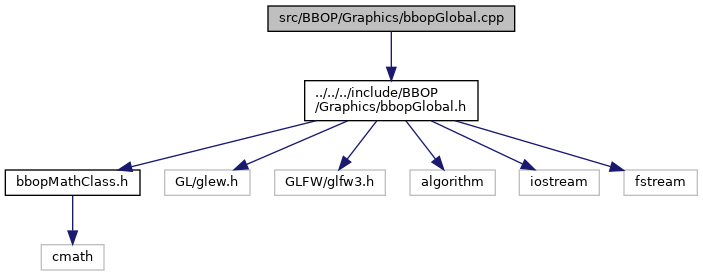 src/BBOP/Graphics/bbopGlobal.cpp
../../../include/BBOP
/Graphics/bbopGlobal.h
bbopMathClass.h
GL/glew.h
GLFW/glfw3.h
algorithm
iostream
fstream
cmath